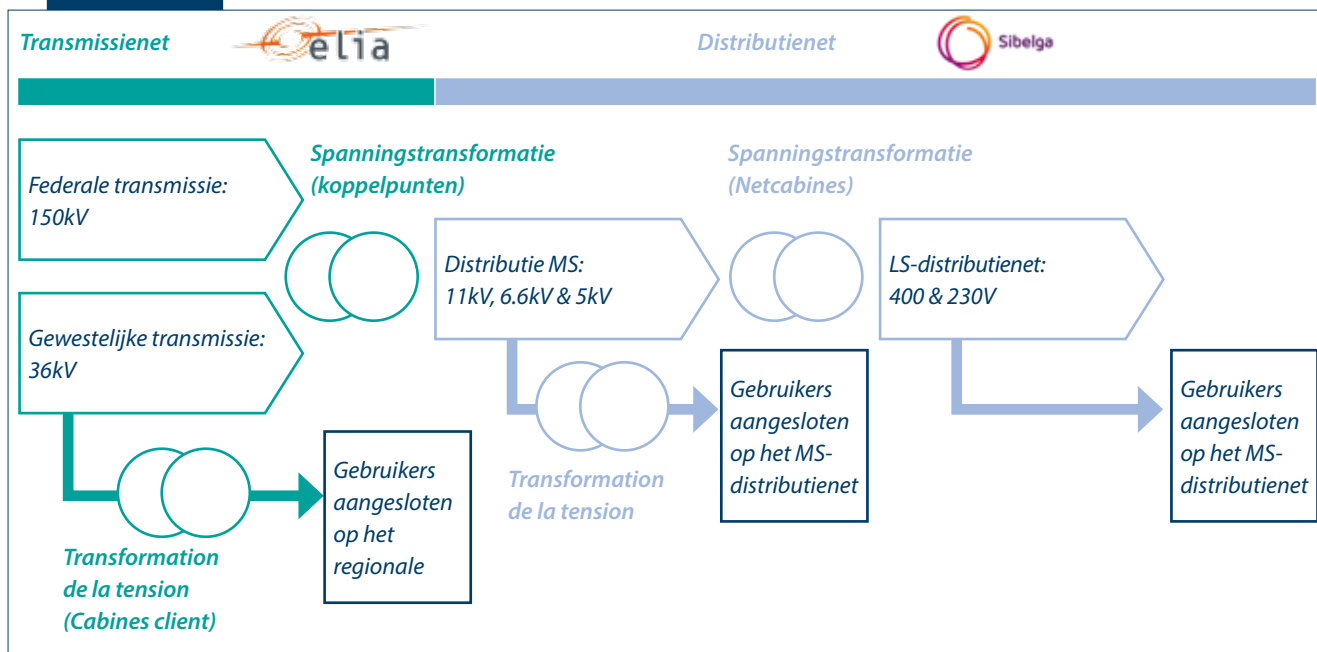 Transmissienet
elia
Distributienet
Sibelga
Federale transmissie:
150kV
Spanningstransformatie
(koppelpunten)
Spanningstransformatie
(Netcabines)
Distributie MS:
11kV, 6.6kV & 5kV
LS-distributienet:
400 & 230V
Gewestelijke transmissie:
36kV
Gebruikers
aangesloten
op het MS-
distributienet
Gebruikers
aangesloten
op het MS-
distributienet
Transformation
de la tension
Gebruikers
aangesloten
op het
regionale
Transformation
de la tension
(Cabines client)